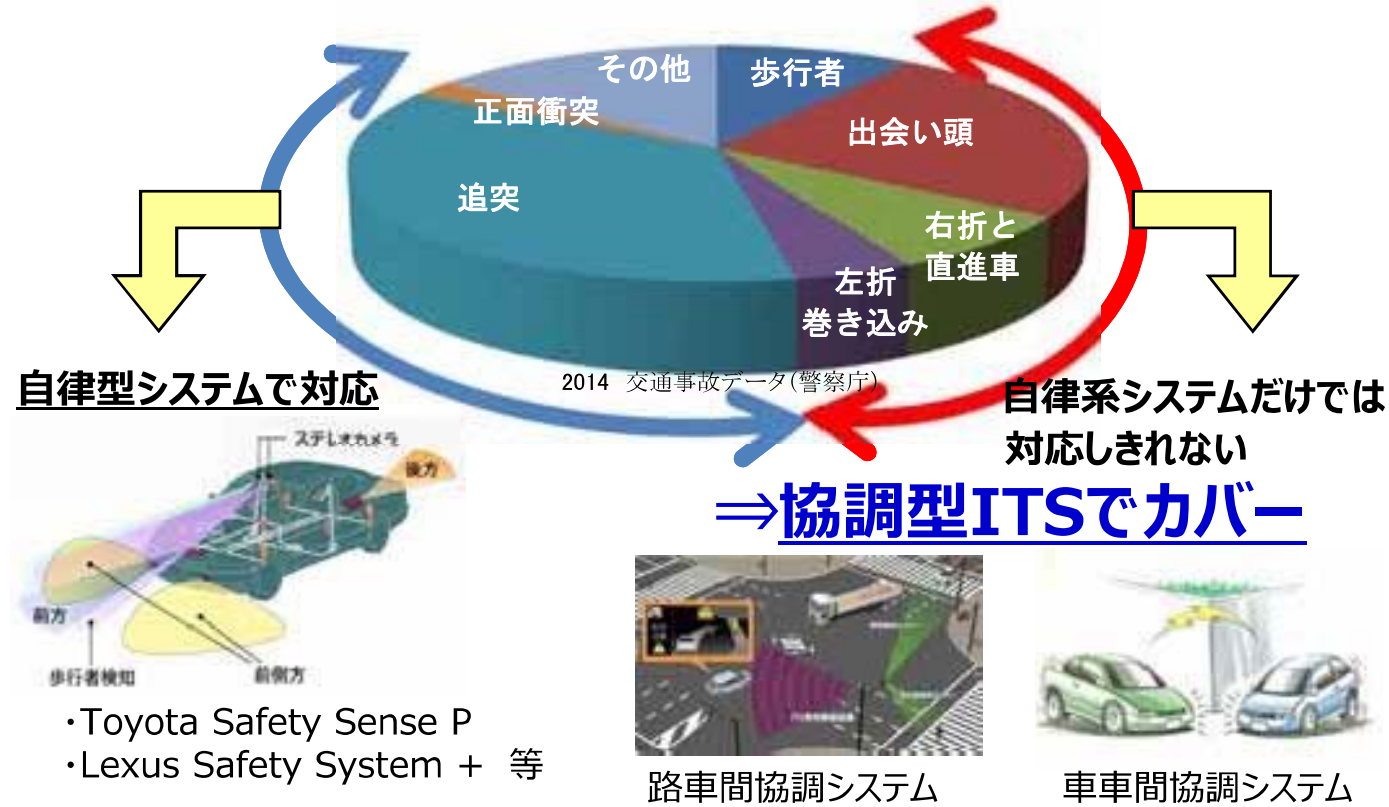 その他
歩行者
正面衝突
出会い頭
追突
右折と
直進車
左折
巻き込み
2014 交通事故データ(警察庁)
自律型システムで対応
自律系システムだけでは
対応しきれない
⇒協調型ITSでカバー
ステレオカメラ
後方
前方
歩行者検知
前側方
・Toyota Safety Sense P
・Lexus Safety System + 等
路車間協調システム
車車間協調システム